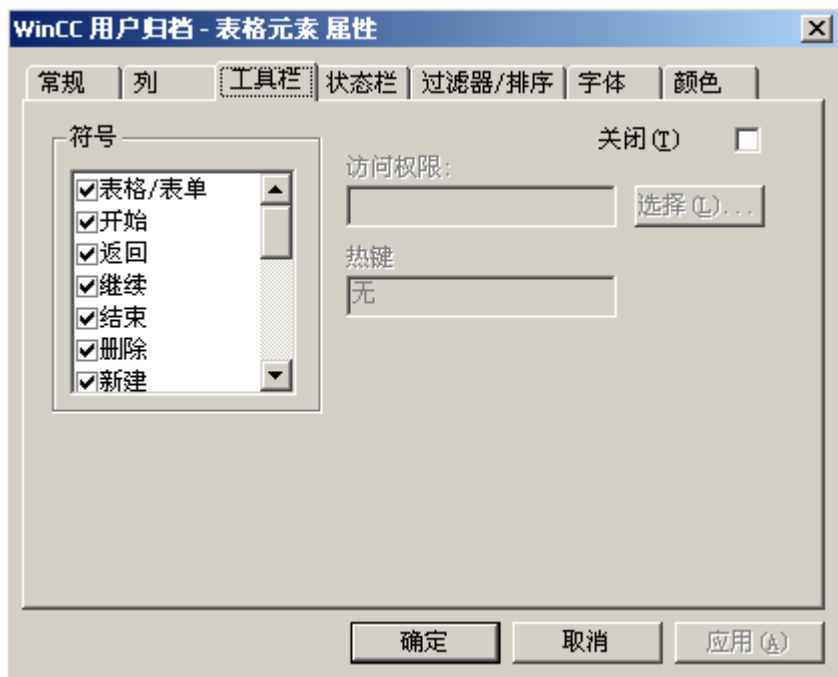 WinCC 用户归档 - 表格元素 属性
常规 列 工具栏 状态栏 过滤器/排序 字体 颜色
符号
关闭(T)
访问权限:
选择(L)...
热键
无
表格/表单
开始
返回
继续
结束
删除
新建
确定 取消 应用(A)